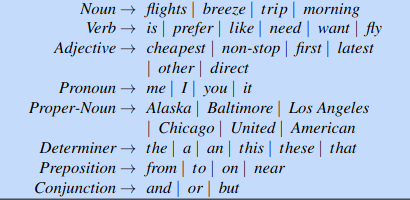 Noun → flights | breeze | trip | morning
Verb → is | prefer | like | need | want | fly
Adjective → cheapest | non-stop | first | latest
| other | direct
Pronoun → me | I | you | it
Proper-Noun → Alaska | Baltimore | Los Angeles
| Chicago | United | American
Determiner → the | a | an | this | these | that
Preposition → from | to | on | near
Conjunction → and | or | but